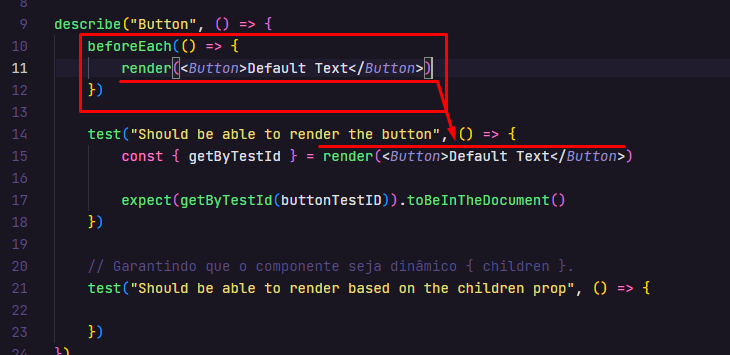 8
9 describe("Button", () => {
10 beforeEach(() => {
11 render(<Button>Default Text</Button>)
12 })
13
14 test("Should be able to render the button", () => {
15 const { getByTestId } = render(<Button>Default Text</Button>)
16
17 expect(getByTestId(buttonTestID)).toBeInTheDocument()
18 })
19
20 // Garantindo que o componente seja dinâmico { children }.
21 test("Should be able to render based on the children prop", () => {
22
23 })
24 })